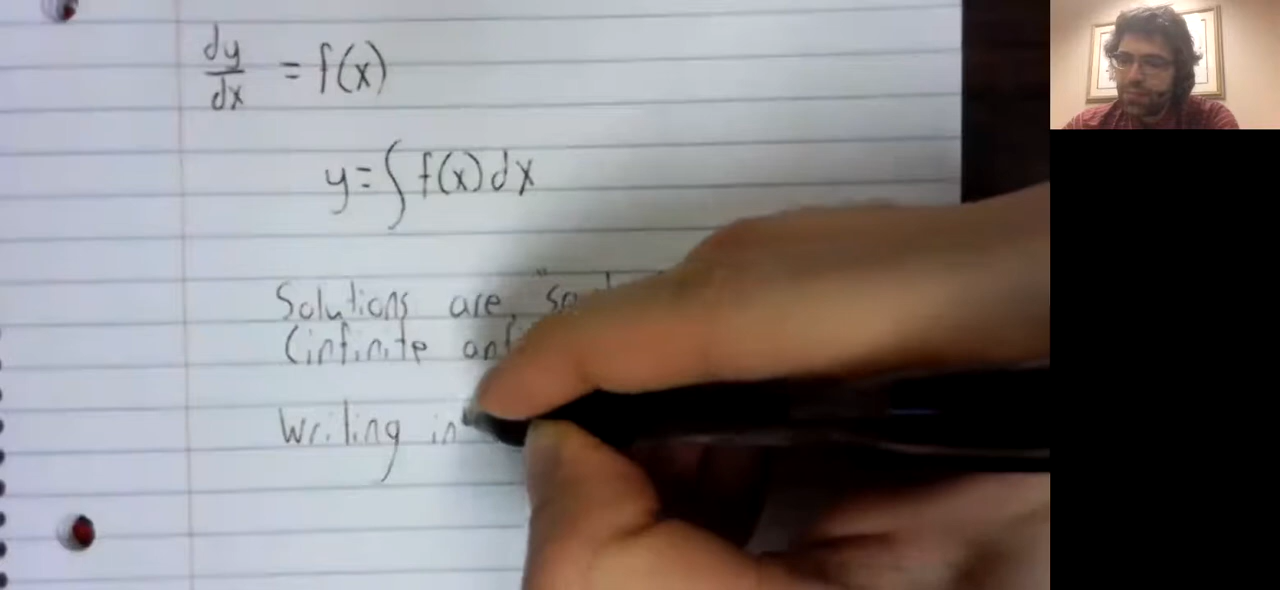 dy/dx = f(x)
y = ∫ f(x) dx
Solutions are
(infinite
Writing in